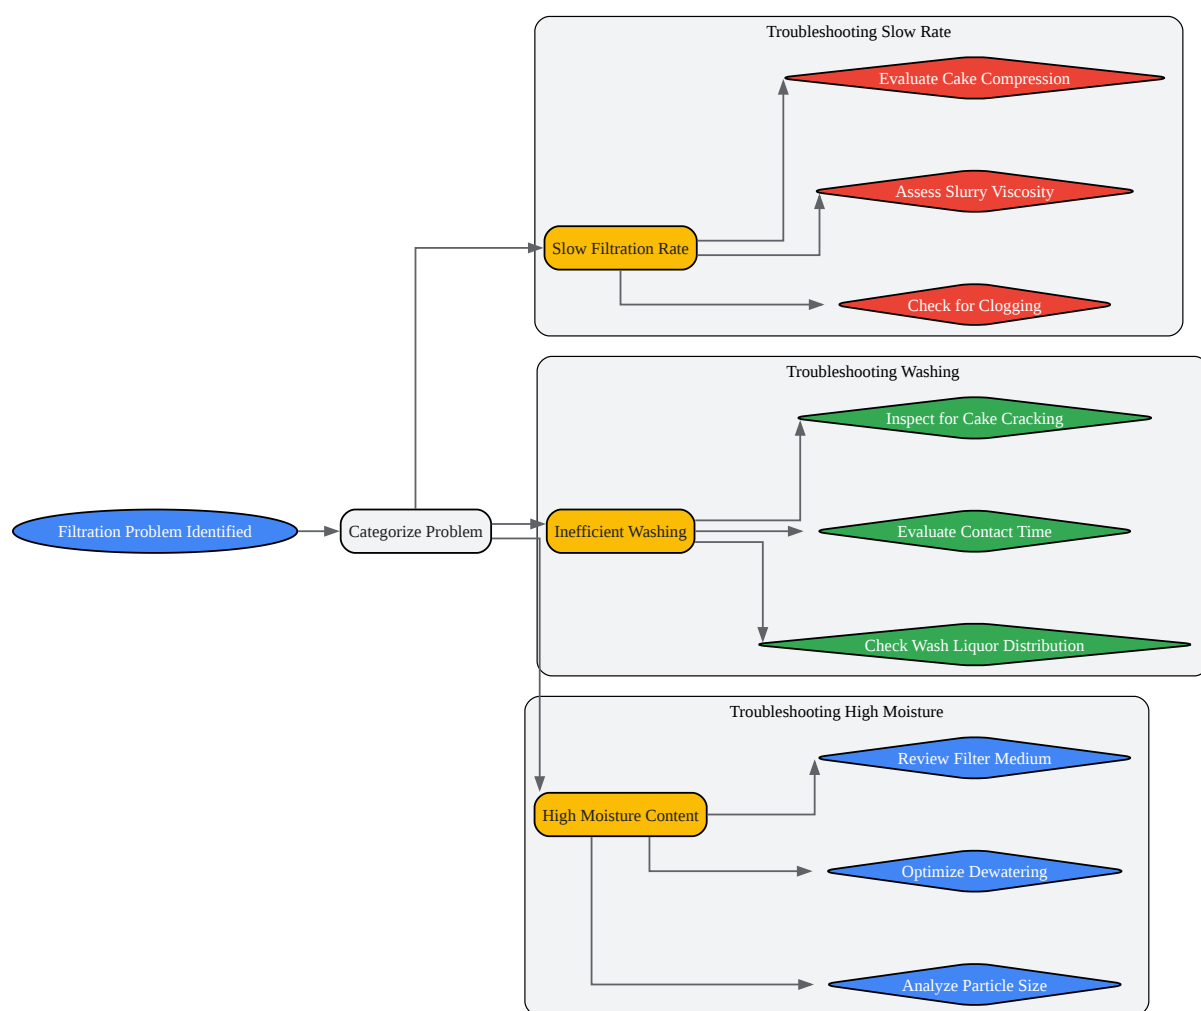 Troubleshooting Slow Rate
Evaluate Cake Compression
Assess Slurry Viscosity
Slow Filtration Rate
Check for Clogging
Troubleshooting Washing
Inspect for Cake Cracking
Filtration Problem Identified
Categorize Problem
Inefficient Washing
Evaluate Contact Time
Check Wash Liquor Distribution
Troubleshooting High Moisture
Review Filter Medium
High Moisture Content
Optimize Dewatering
Analyze Particle Size